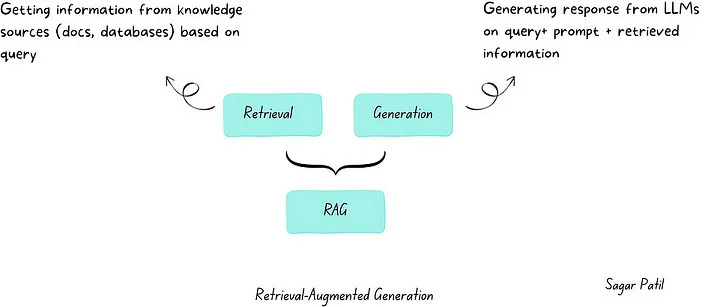 Getting information from knowledge
sources (docs, databases) based on
query
Generating response from LLMs
on query+ prompt + retrieved
information
Retrieval
Generation
RAG
Retrieval-Augmented Generation
Sagar Patil